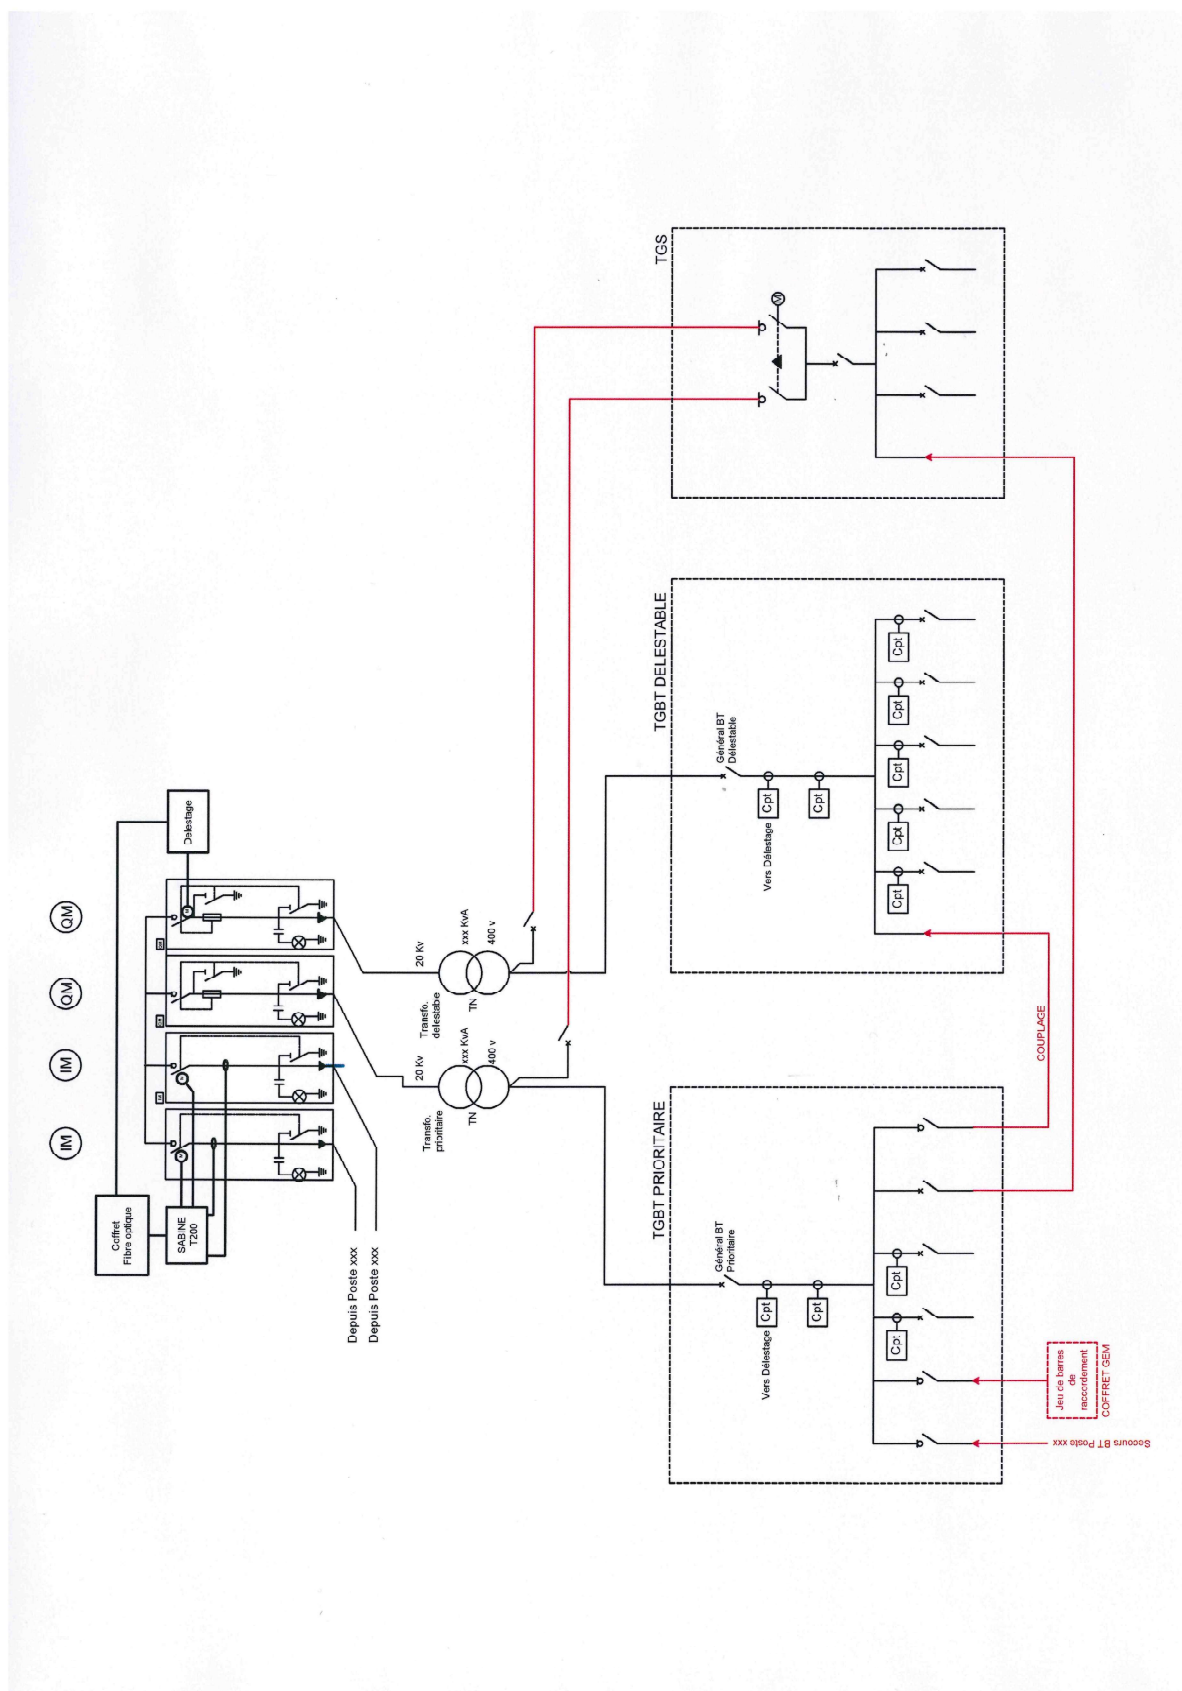 IM
IM
QM
QM
Coffret
Fibre optique
SABINE
T200
Delestage
Depuis Poste xxx
Depuis Poste xxx
Transfo.
prioritaire
20 Kv
xxx KvA
TN
400 v
Transfo.
delestabe
20 Kv
xxx KvA
TN
400 v
TGBT PRIORITAIRE
Général BT
Prioritaire
Vers Délestage
Cpt
Cpt
Cpt
Cpt
TGBT DELESTABLE
Général BT
Délestable
Vers Délestage
Cpt
Cpt
Cpt
Cpt
Cpt
Cpt
Cpt
TGS
M
COUPLAGE
Jeu de barres
de
raccordement
COFFRET GEM
Secours BT Poste xxx